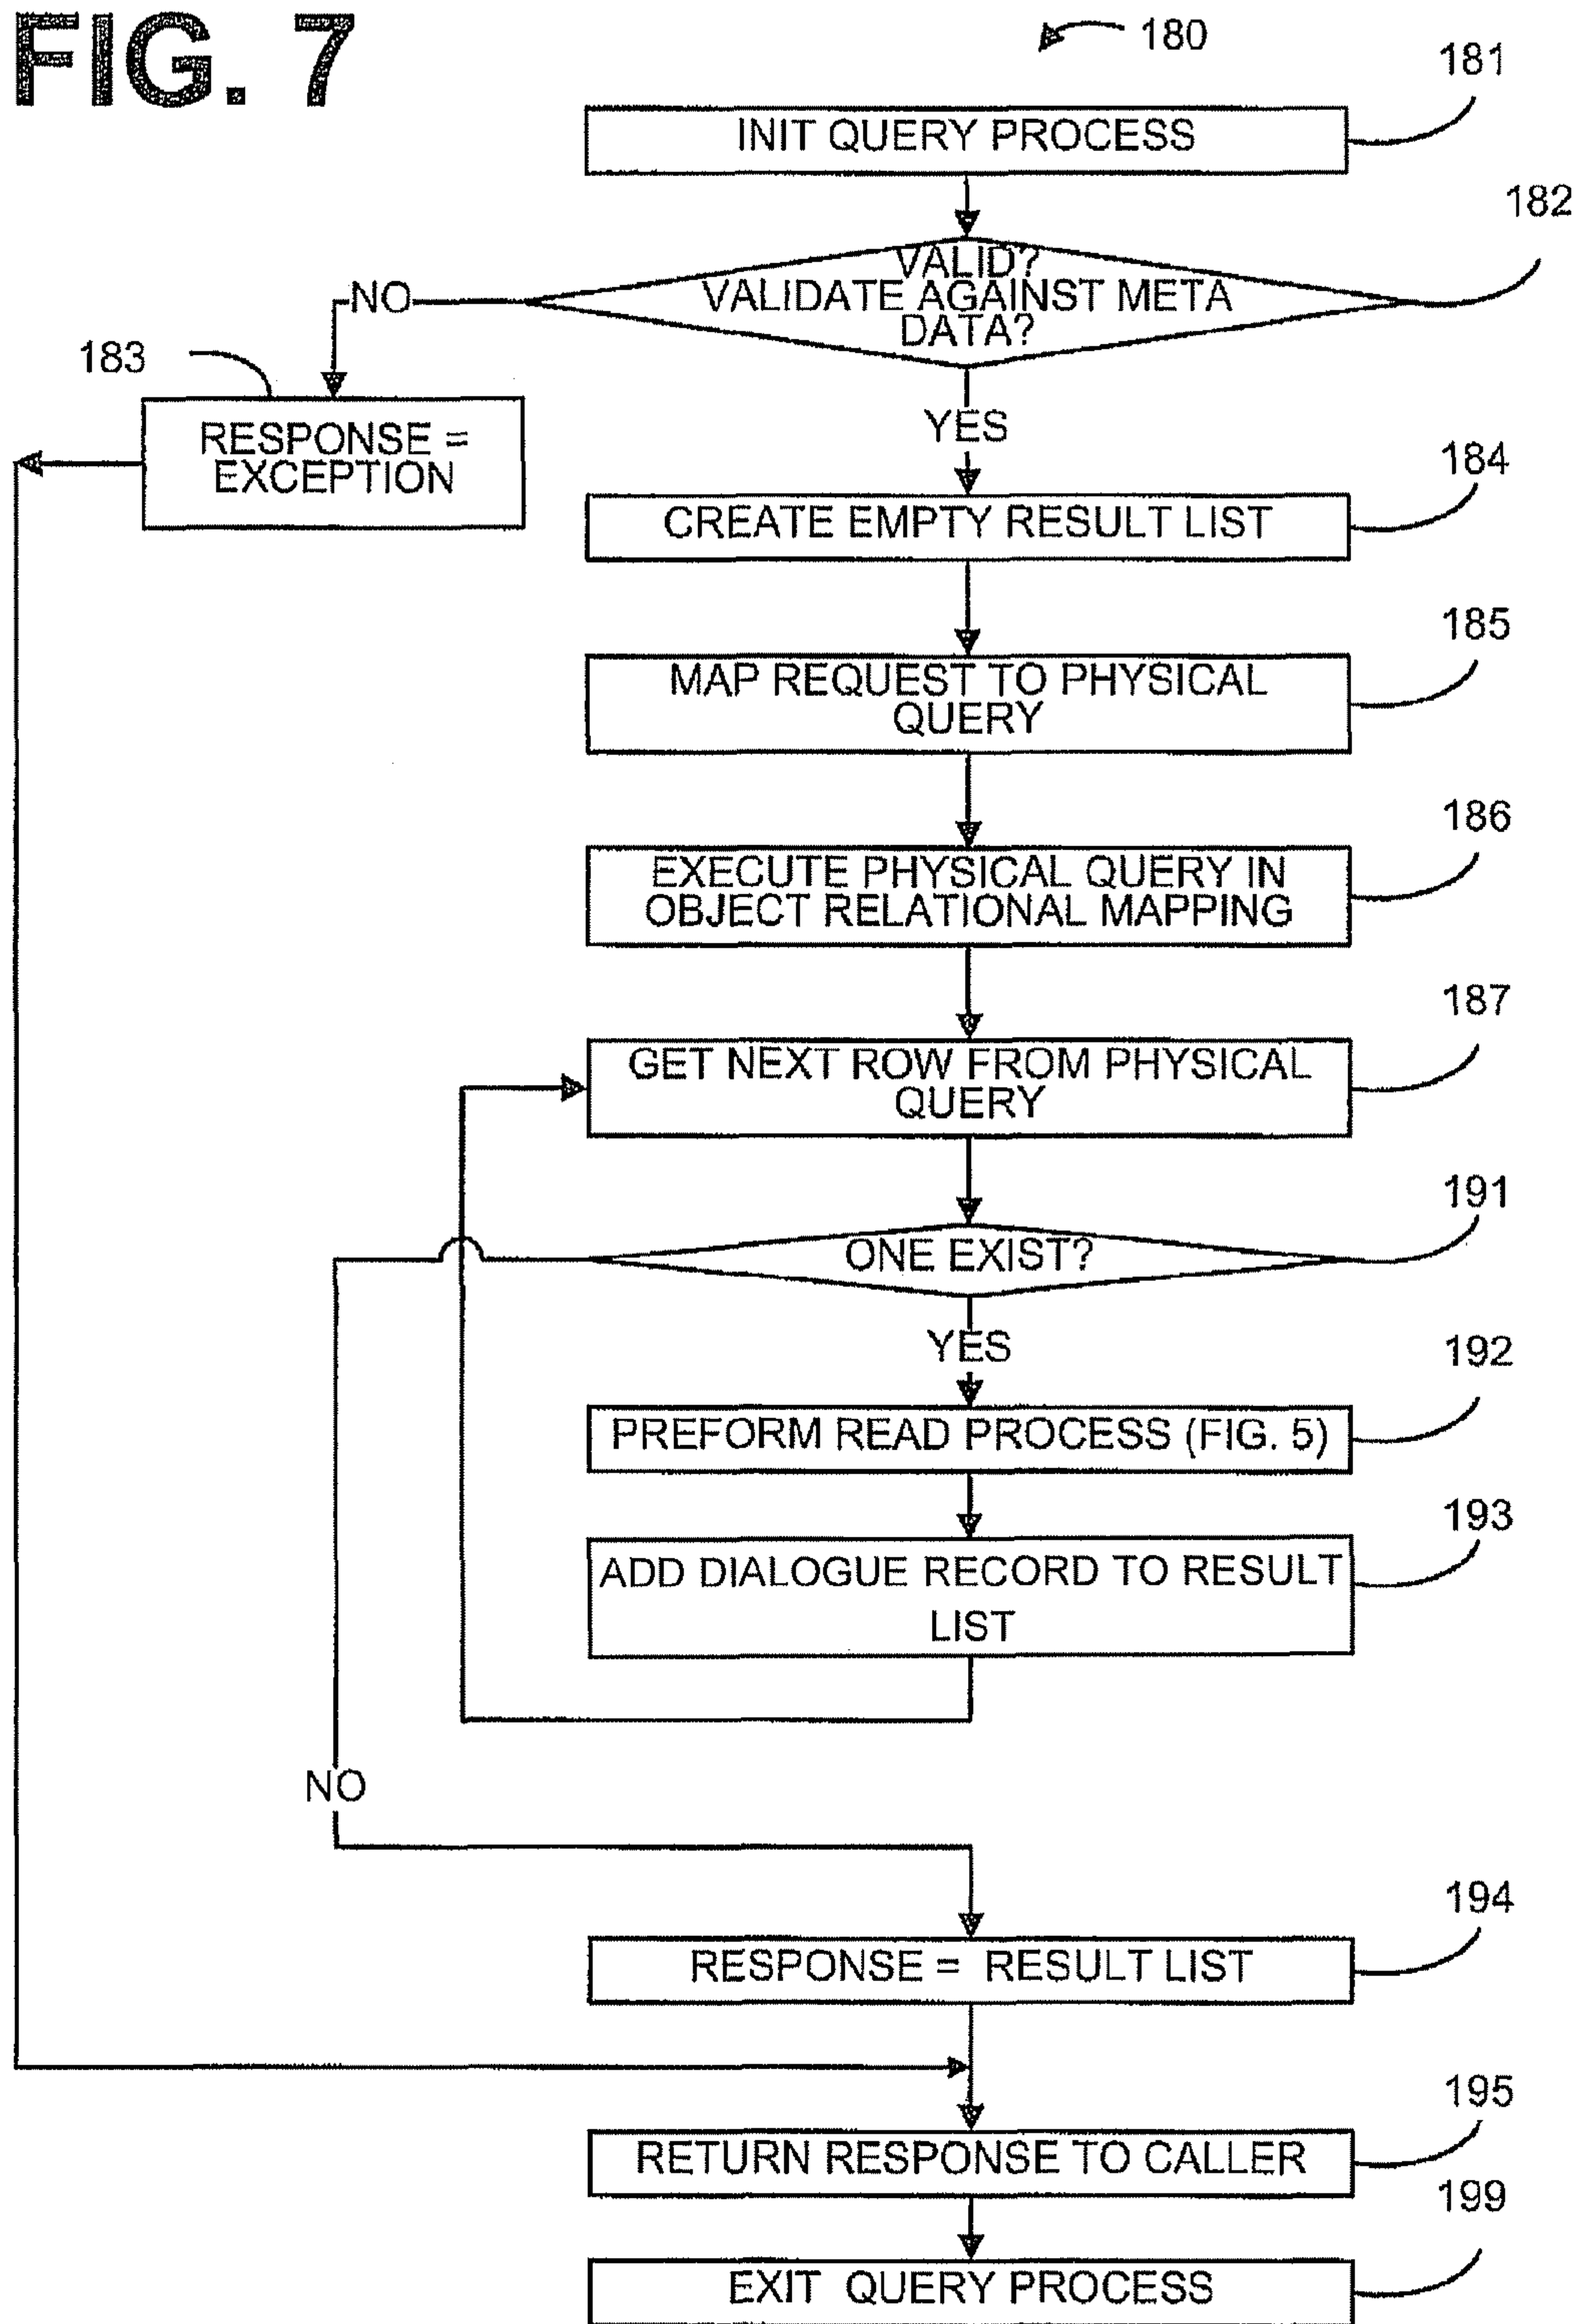 FIG. 7
180
181
INIT QUERY PROCESS
182
VALID?
VALIDATE AGAINST META
DATA?
NO
183
RESPONSE =
EXCEPTION
YES
184
CREATE EMPTY RESULT LIST
185
MAP REQUEST TO PHYSICAL
QUERY
186
EXECUTE PHYSICAL QUERY IN
OBJECT RELATIONAL MAPPING
187
GET NEXT ROW FROM PHYSICAL
QUERY
191
ONE EXIST?
YES
192
PREFORM READ PROCESS (FIG. 5)
193
ADD DIALOGUE RECORD TO RESULT
LIST
NO
194
RESPONSE = RESULT LIST
195
RETURN RESPONSE TO CALLER
199
EXIT QUERY PROCESS